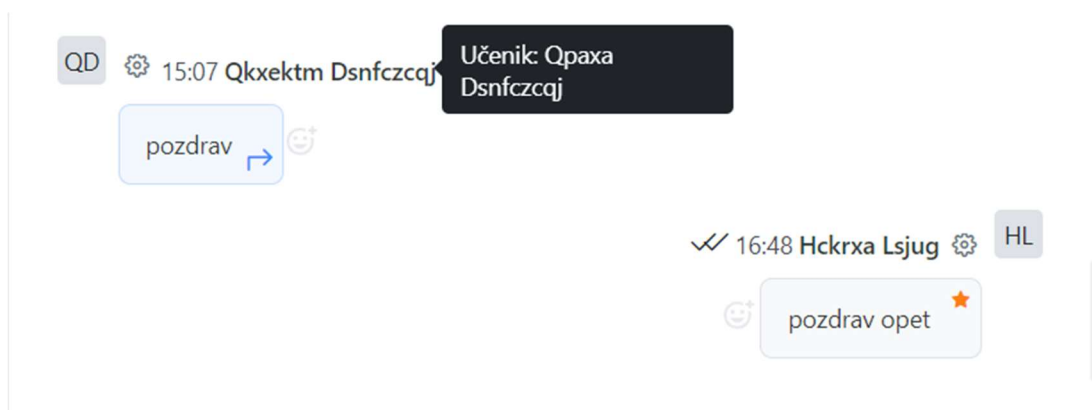 QD 15:07 Qkxektm Dsnfczcqj
Učenik: Qpaxa
Dsnfczcqj
pozdrav
16:48 Hckrxa Lsjug HL
pozdrav opet